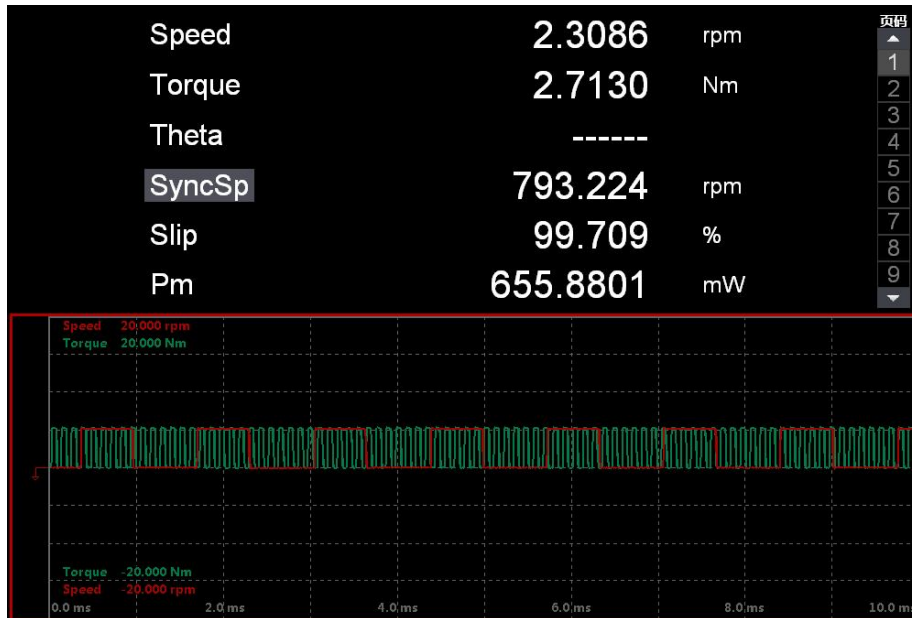 Speed 2.3086 rpm
Torque 2.7130 Nm
Theta ------
SyncSp 793.224 rpm
Slip 99.709 %
Pm 655.8801 mW
页码
1
2
3
4
5
6
7
8
9
Speed 20.000 rpm
Torque 20.000 Nm
Torque -20.000 Nm
Speed -20.000 rpm
0.0 ms 2.0 ms 4.0 ms 6.0 ms 8.0 ms 10.0 m